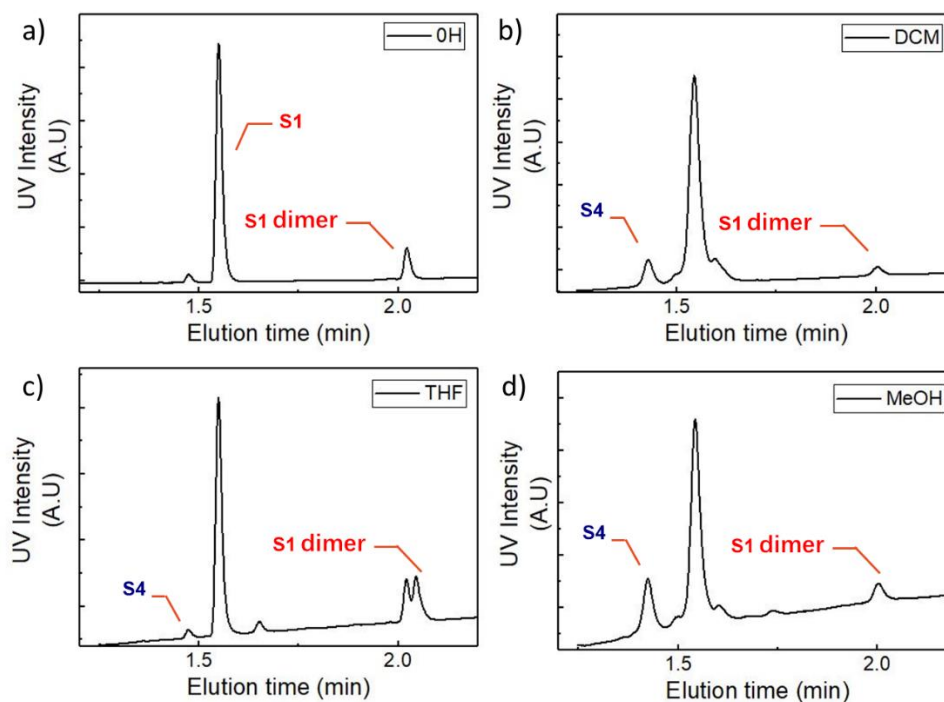 a)
0H
S1
S1 dimer
UV Intensity
(A.U)
1.5
2.0
Elution time (min)
b)
DCM
S4
S1 dimer
UV Intensity
(A.U)
1.5
2.0
Elution time (min)
c)
THF
S1 dimer
S4
UV Intensity
(A.U)
1.5
2.0
Elution time (min)
d)
MeOH
S4
S1 dimer
UV Intensity
(A.U)
1.5
2.0
Elution time (min)